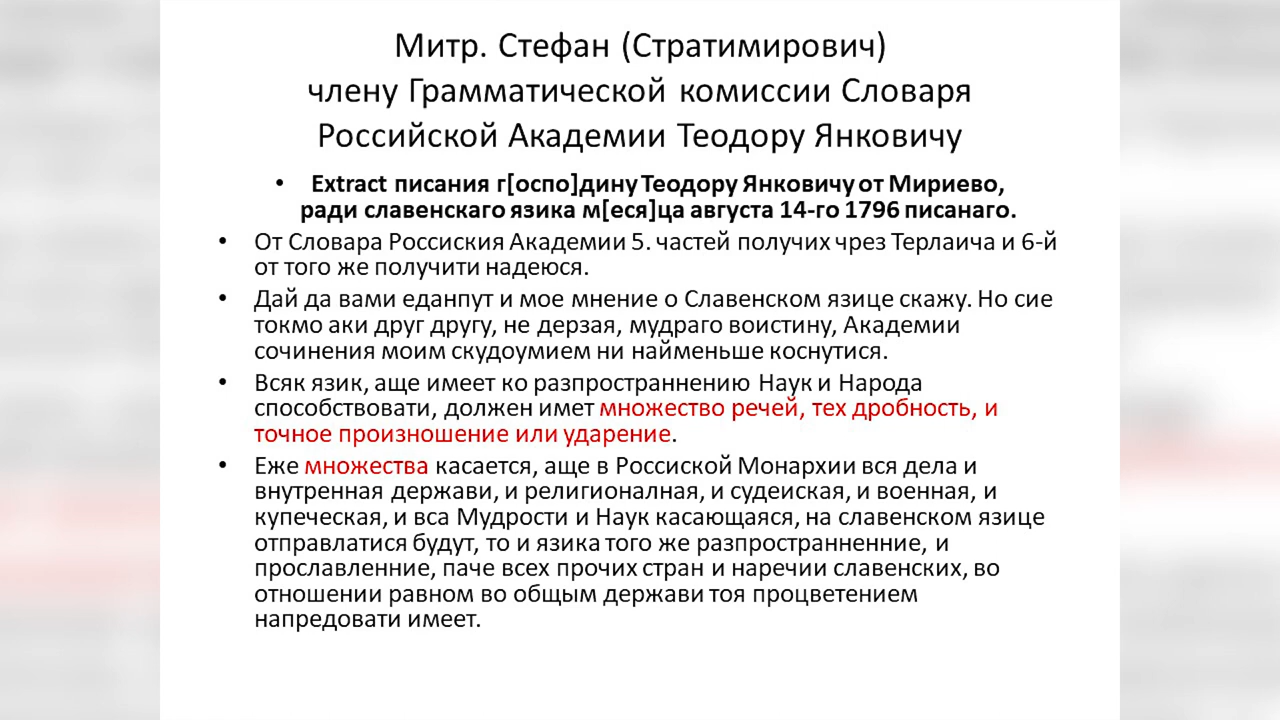 Митр. Стефан (Стратимирович)
члену Грамматической комиссии Словаря
Российской Академии Теодору Янковичу
• Extract писания г[оспо]дину Теодору Янковичу от Мириево,
ради славенскаго язика м[еся]ца августа 14-го 1796 писанаго.
• От Словара Россиския Академии 5. частей получих чрез Терлаича и 6-й
от того же получити надеюся.
• Дай да вами еданпут и мое мнение о Славенском язице скажу. Но сие
токмо аки друг другу, не дерзая, мудраго воистину, Академии
сочинения моим скудоумием ни найменьше коснутися.
• Всяк язик, аще имеет ко разпространнению Наук и Народа
способствовати, должен имет множество речей, тех дробность, и
точное произношение или ударение.
• Еже множества касается, аще в Россиской Монархии вся дела и
внутренная держави, и религионалная, и судеиская, и военная, и
купеческая, и вса Мудрости и Наук касающаяся, на славенском язице
отправлатися будут, то и язика того же разпространненние, и
прославленние, паче всех прочих стран и наречии славенских, во
отношении равном во общым держави тоя процветением
напредовати имеет.